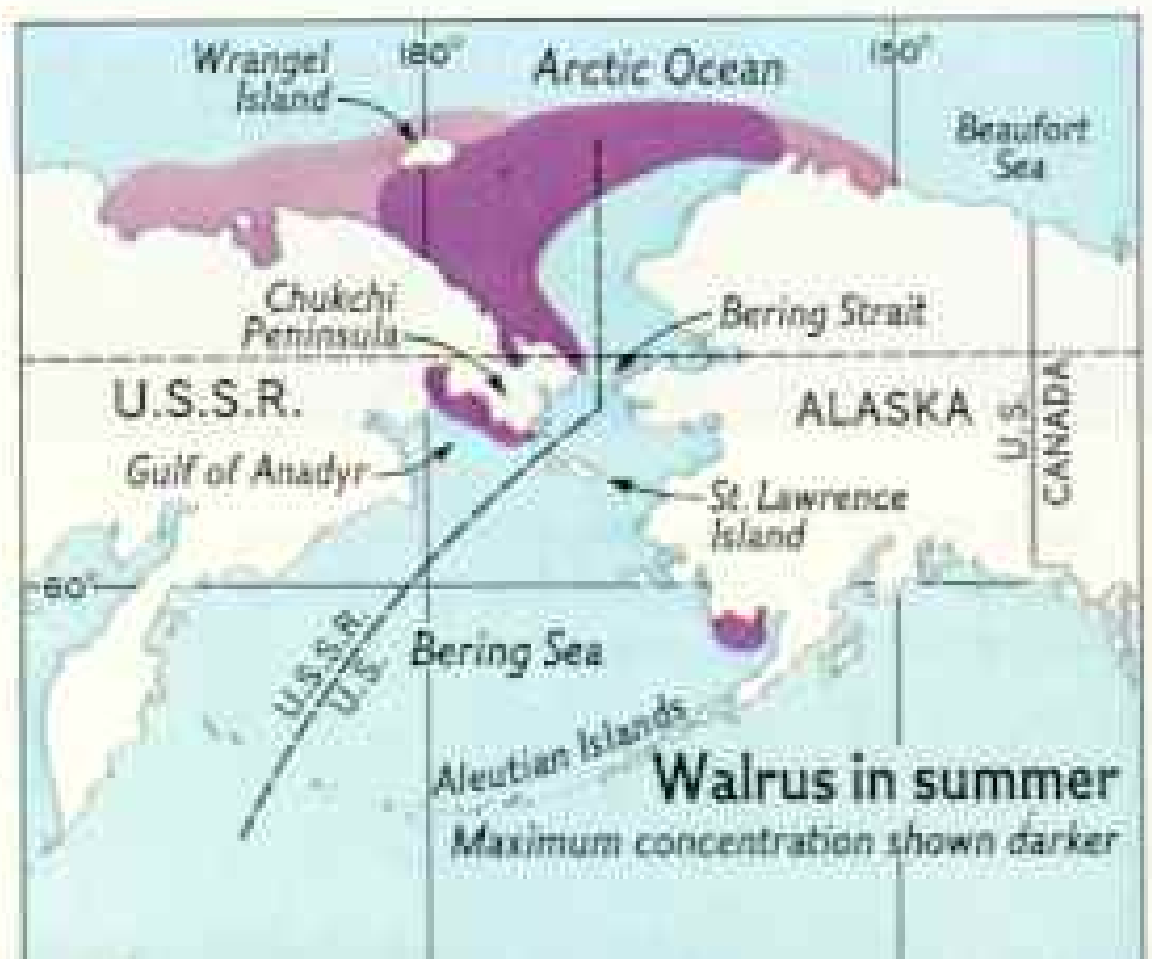 180°
150°
Wrangel
Island
Arctic Ocean
Beaufort
Sea
Chukchi
Peninsula
Bering Strait
U.S.S.R.
ALASKA
U.S.
CANADA
Gulf of Anadyr
St. Lawrence
Island
60°
U.S.S.R.
U.S.
Bering Sea
Aleutian Islands
Walrus in summer
Maximum concentration shown darker